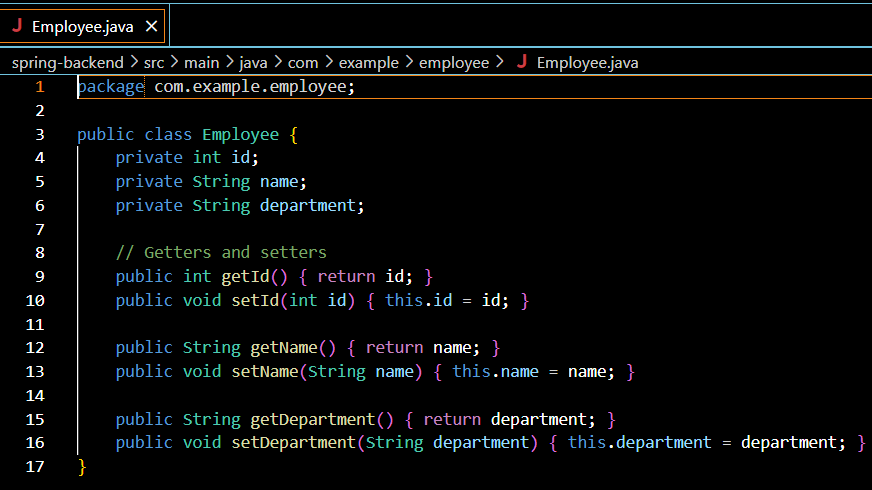 J Employee.java ×
spring-backend > src > main > java > com > example > employee > J Employee.java
1 package com.example.employee;
2
3 public class Employee {
4     private int id;
5     private String name;
6     private String department;
7
8     // Getters and setters
9     public int getId() { return id; }
10     public void setId(int id) { this.id = id; }
11
12     public String getName() { return name; }
13     public void setName(String name) { this.name = name; }
14
15     public String getDepartment() { return department; }
16     public void setDepartment(String department) { this.department = department; }
17 }